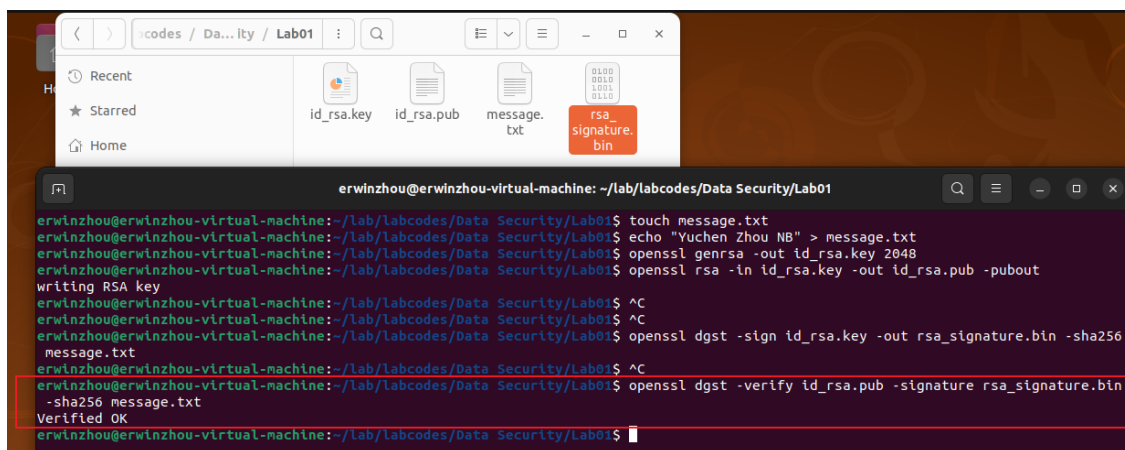 ocodes / Da...ity / Lab01
Recent
Starred
Home
id_rsa.key
id_rsa.pub
message.
txt
0100
0010
1001
0110
rsa_
signature.
bin
erwinzhou@erwinzhou-virtual-machine: ~/lab/labcodes/Data Security/Lab01
erwinzhou@erwinzhou-virtual-machine:~/lab/labcodes/Data Security/Lab01$ touch message.txt
erwinzhou@erwinzhou-virtual-machine:~/lab/labcodes/Data Security/Lab01$ echo "Yuchen Zhou NB" > message.txt
erwinzhou@erwinzhou-virtual-machine:~/lab/labcodes/Data Security/Lab01$ openssl genrsa -out id_rsa.key 2048
erwinzhou@erwinzhou-virtual-machine:~/lab/labcodes/Data Security/Lab01$ openssl rsa -in id_rsa.key -out id_rsa.pub -pubout
writing RSA key
erwinzhou@erwinzhou-virtual-machine:~/lab/labcodes/Data Security/Lab01$ ^C
erwinzhou@erwinzhou-virtual-machine:~/lab/labcodes/Data Security/Lab01$ ^C
erwinzhou@erwinzhou-virtual-machine:~/lab/labcodes/Data Security/Lab01$ openssl dgst -sign id_rsa.key -out rsa_signature.bin -sha256
message.txt
erwinzhou@erwinzhou-virtual-machine:~/lab/labcodes/Data Security/Lab01$ ^C
erwinzhou@erwinzhou-virtual-machine:~/lab/labcodes/Data Security/Lab01$ openssl dgst -verify id_rsa.pub -signature rsa_signature.bin
-sha256 message.txt
Verified OK
erwinzhou@erwinzhou-virtual-machine:~/lab/labcodes/Data Security/Lab01$